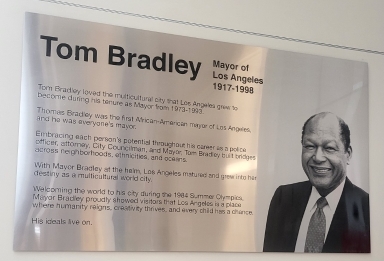 Tom Bradley
Mayor of
Los Angeles
1917-1998
Tom Bradley loved the multicultural city that Los Angeles grew to
become during his tenure as Mayor from 1973-1993.
Thomas Bradley was the first African-American mayor of Los Angeles,
and he was everyone's mayor.
Embracing each person's potential throughout his career as a police
officer, attorney, City Councilman, and Mayor, Tom Bradley built bridges
across neighborhoods, ethnicities, and oceans.
With Mayor Bradley at the helm, Los Angeles matured and grew into her
destiny as a multicultural world city.
Welcoming the world to his city during the 1984 Summer Olympics,
Mayor Bradley proudly showed visitors that Los Angeles is a place
where humanity reigns, creativity thrives, and every child has a chance.
His ideals live on.